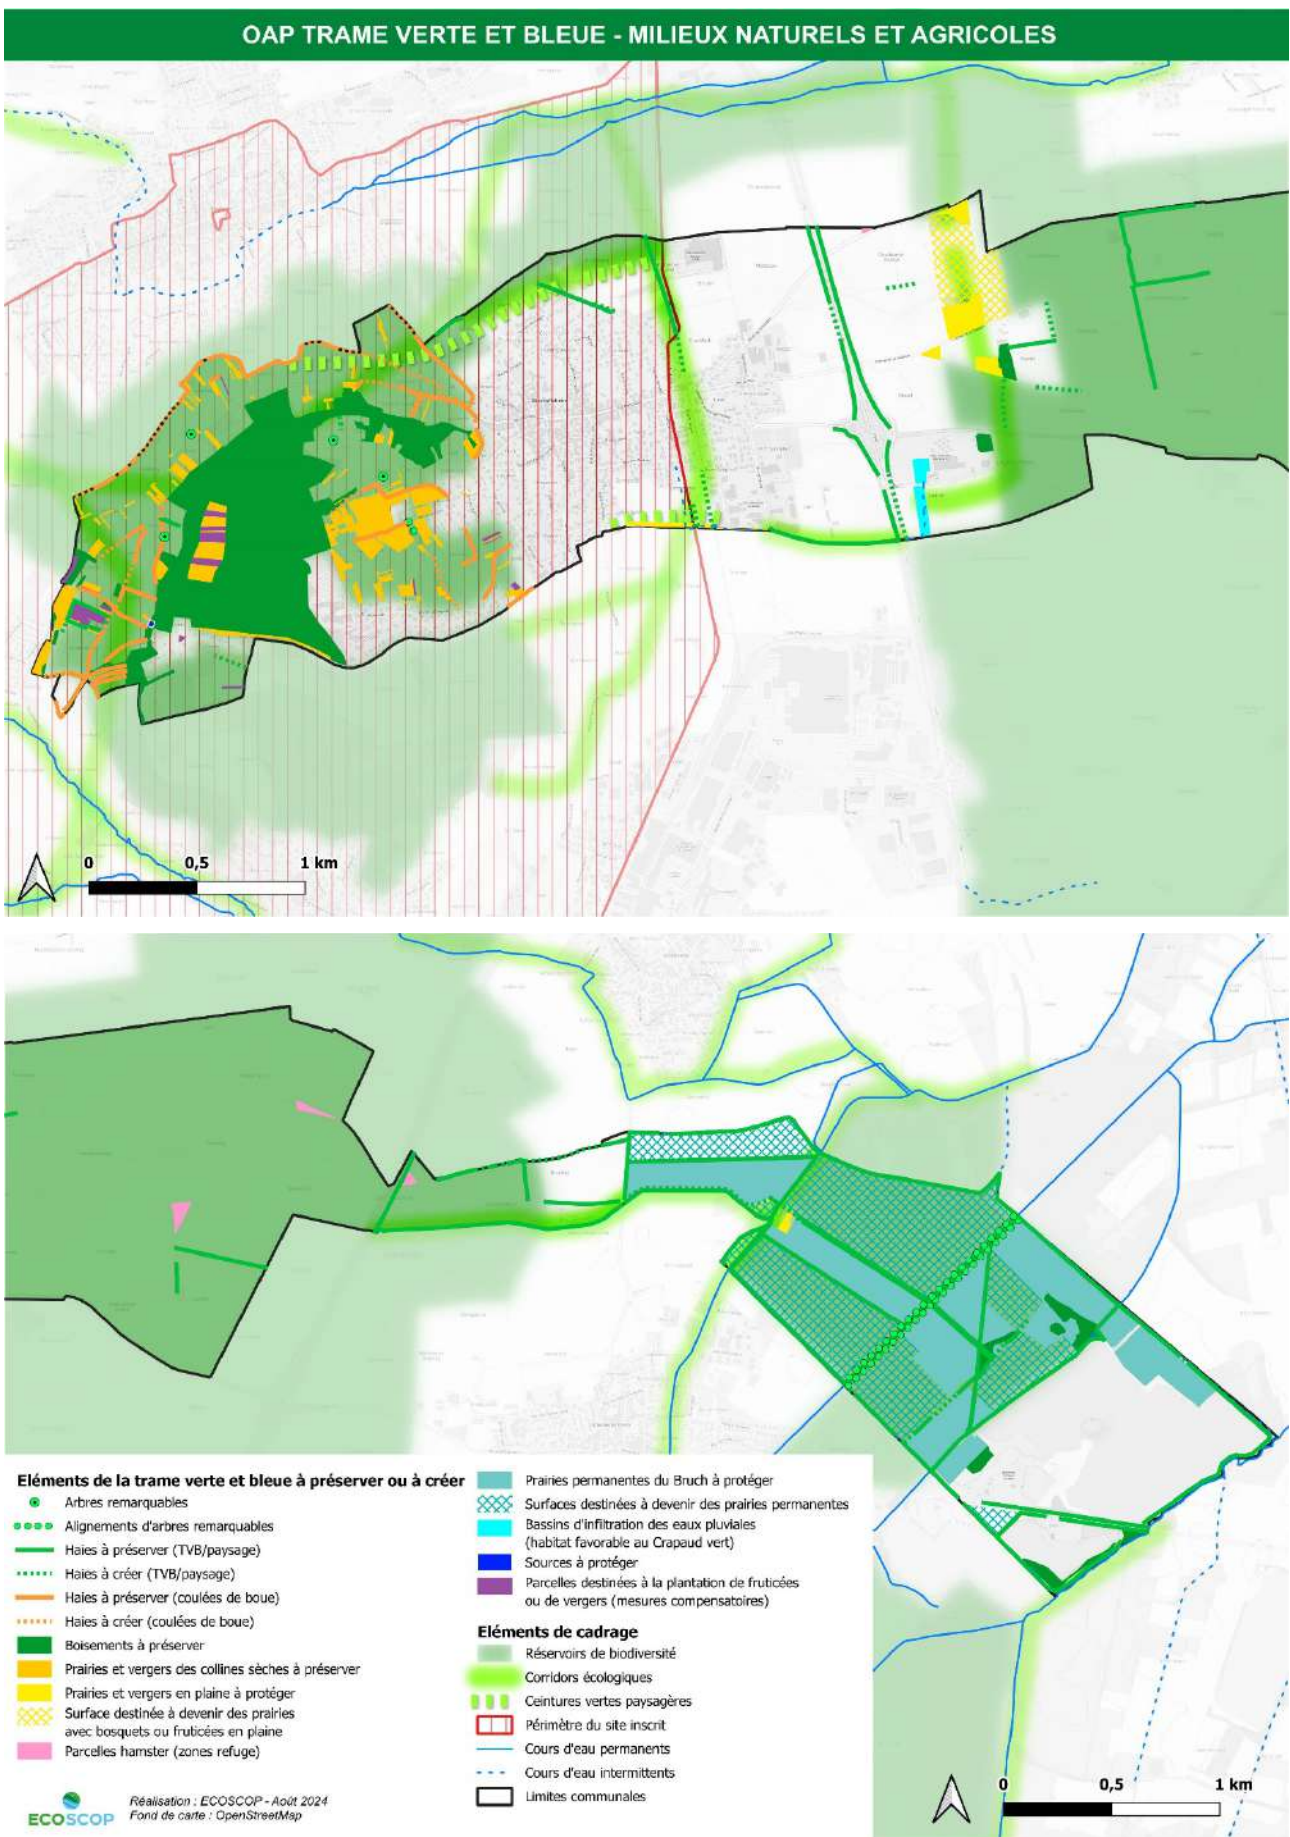 OAP TRAME VERTE ET BLEUE - MILIEUX NATURELS ET AGRICOLES
0 0,5 1 km
Eléments de la trame verte et bleue à préserver ou à créer
Arbres remarquables
Alignements d'arbres remarquables
Haies à préserver (TVB/paysage)
Haies à créer (TVB/paysage)
Haies à préserver (coulées de boue)
Haies à créer (coulées de boue)
Boisements à préserver
Prairies et vergers des collines sèches à préserver
Prairies et vergers en plaine à protéger
Surface destinée à devenir des prairies
avec bosquets ou fruticées en plaine
Parcelles hamster (zones refuge)
Prairies permanentes du Bruch à protéger
Surfaces destinées à devenir des prairies permanentes
Bassins d'infiltration des eaux pluviales
(habitat favorable au Crapaud vert)
Sources à protéger
Parcelles destinées à la plantation de fruticées
ou de vergers (mesures compensatoires)
Eléments de cadrage
Réservoirs de biodiversité
Corridors écologiques
Ceintures vertes paysagères
Périmètre du site inscrit
Cours d'eau permanents
Cours d'eau intermittents
Limites communales
ECOSCOP
Réalisation : ECOSCOP - Août 2024
Fond de carte : OpenStreetMap
0 0,5 1 km